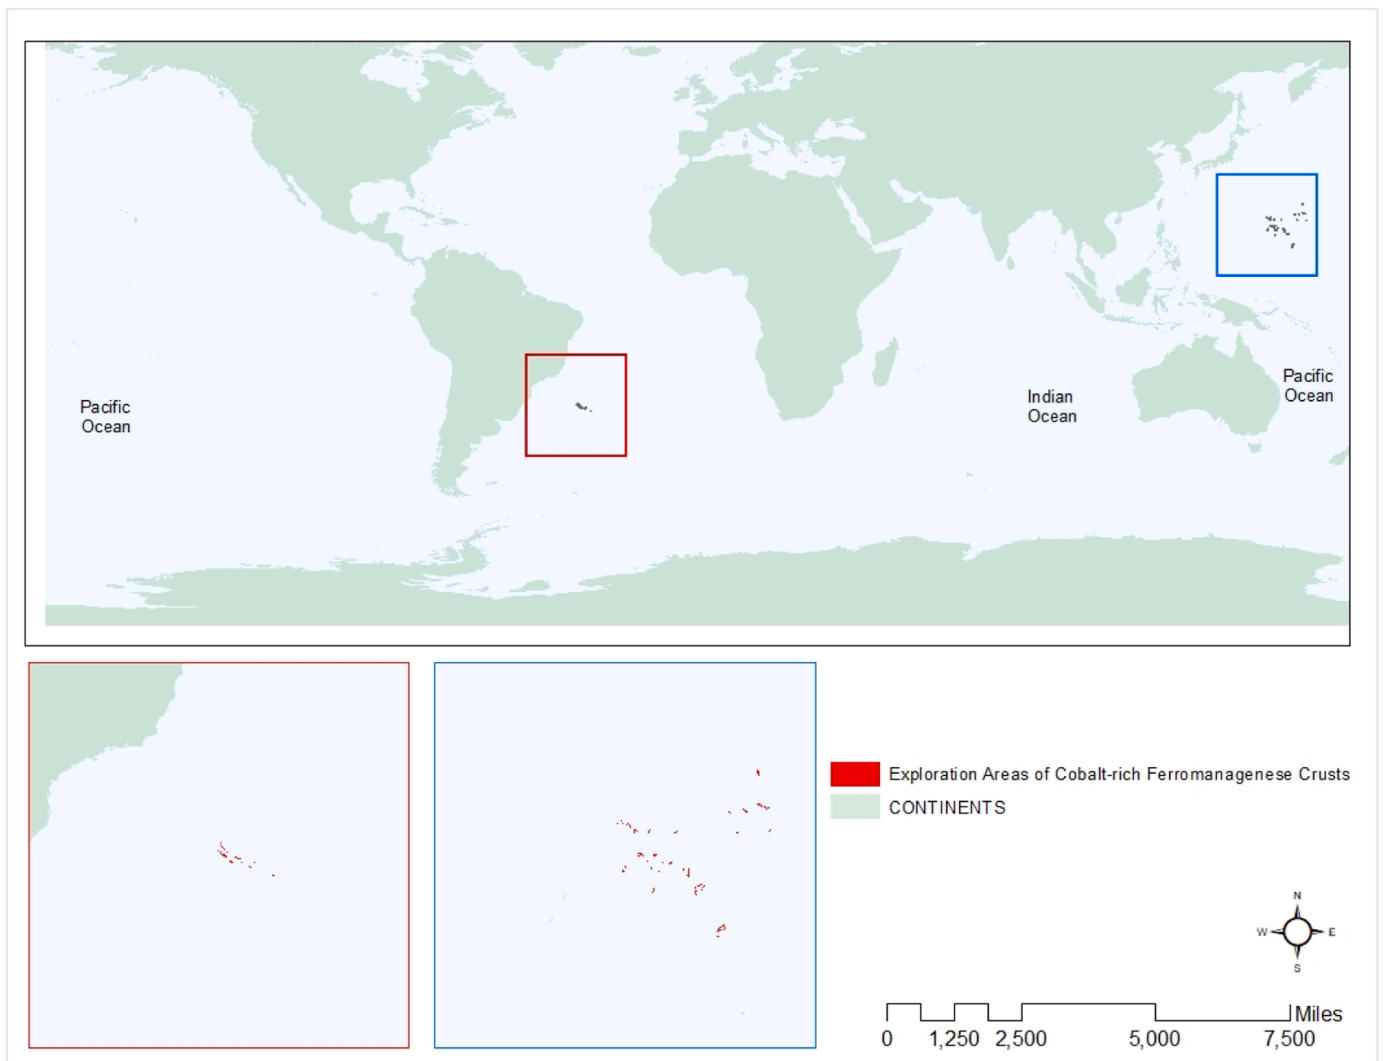 Pacific
Ocean
Indian
Ocean
Pacific
Ocean
Exploration Areas of Cobalt-rich Ferromanagenese Crusts
CONTINENTS
N
W
E
S
Miles
0 1,250 2,500 5,000 7,500